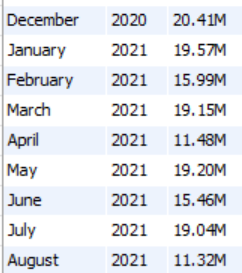 December 2020 20.41M
January 2021 19.57M
February 2021 15.99M
March 2021 19.15M
April 2021 11.48M
May 2021 19.20M
June 2021 15.46M
July 2021 19.04M
August 2021 11.32M